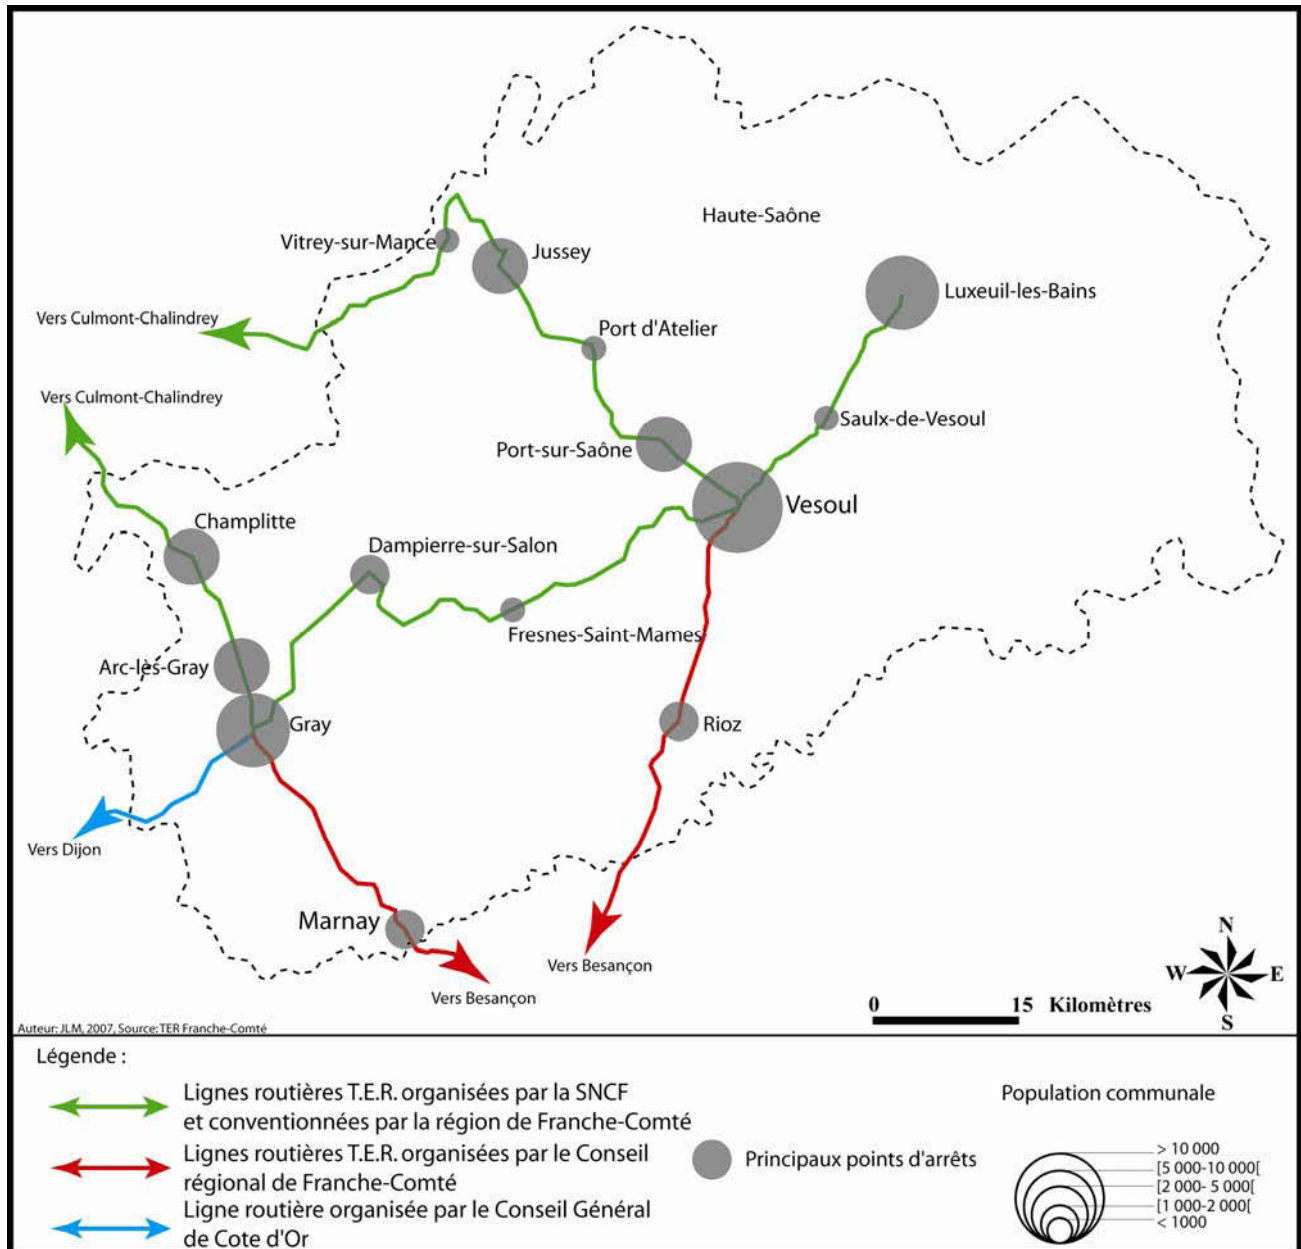 Haute-Saône
Vitrey-sur-Mance
Jussey
Luxeuil-les-Bains
Vers Culmont-Chalindrey
Port d'Atelier
Vers Culmont-Chalindrey
Saulx-de-Vesoul
Port-sur-Saône
Vesoul
Champlitte
Dampierre-sur-Salon
Fresnes-Saint-Mames
Arc-lès-Gray
Gray
Rioz
Vers Dijon
Marnay
Vers Besançon
Vers Besançon
N
W
E
S
0 15 Kilomètres
Auteur: JLM, 2007, Source: TER Franche-Comté
Légende :
Lignes routières T.E.R. organisées par la SNCF
et conventionnées par la région de Franche-Comté
Lignes routières T.E.R. organisées par le Conseil
régional de Franche-Comté
Ligne routière organisée par le Conseil Général
de Cote d'Or
Principaux points d'arrêts
Population communale
> 10 000
[5 000-10 000[
[2 000- 5 000[
[1 000-2 000[
< 1000